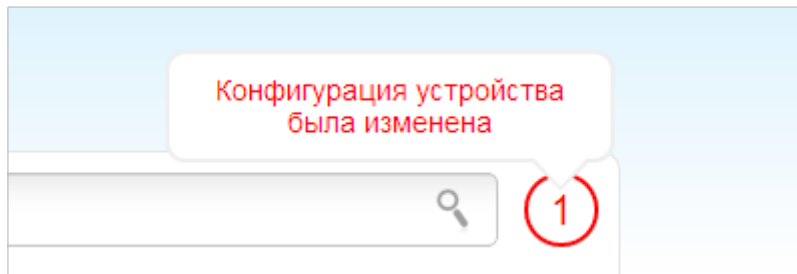 Конфигурация устройства
была изменена
1